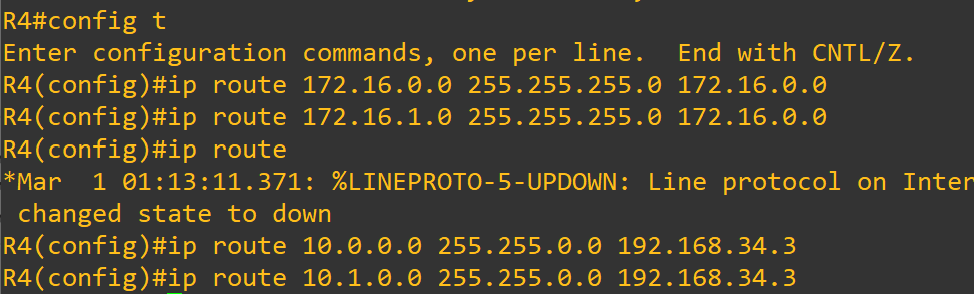 R4#config t
Enter configuration commands, one per line.  End with CNTL/Z.
R4(config)#ip route 172.16.0.0 255.255.255.0 172.16.0.0
R4(config)#ip route 172.16.1.0 255.255.255.0 172.16.0.0
R4(config)#ip route
*Mar  1 01:13:11.371: %LINEPROTO-5-UPDOWN: Line protocol on Inter
 changed state to down
R4(config)#ip route 10.0.0.0 255.255.0.0 192.168.34.3
R4(config)#ip route 10.1.0.0 255.255.0.0 192.168.34.3